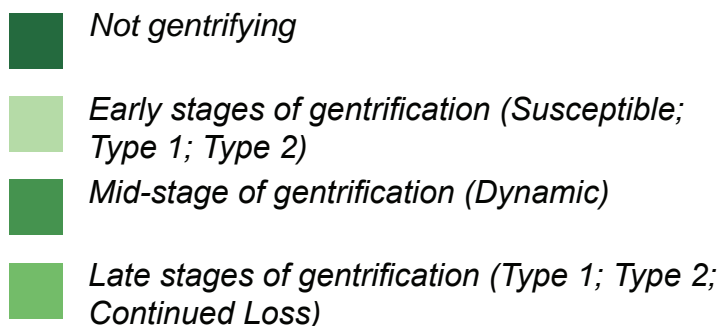 Not gentrifying
Early stages of gentrification (Susceptible;
Type 1; Type 2)
Mid-stage of gentrification (Dynamic)
Late stages of gentrification (Type 1; Type 2;
Continued Loss)